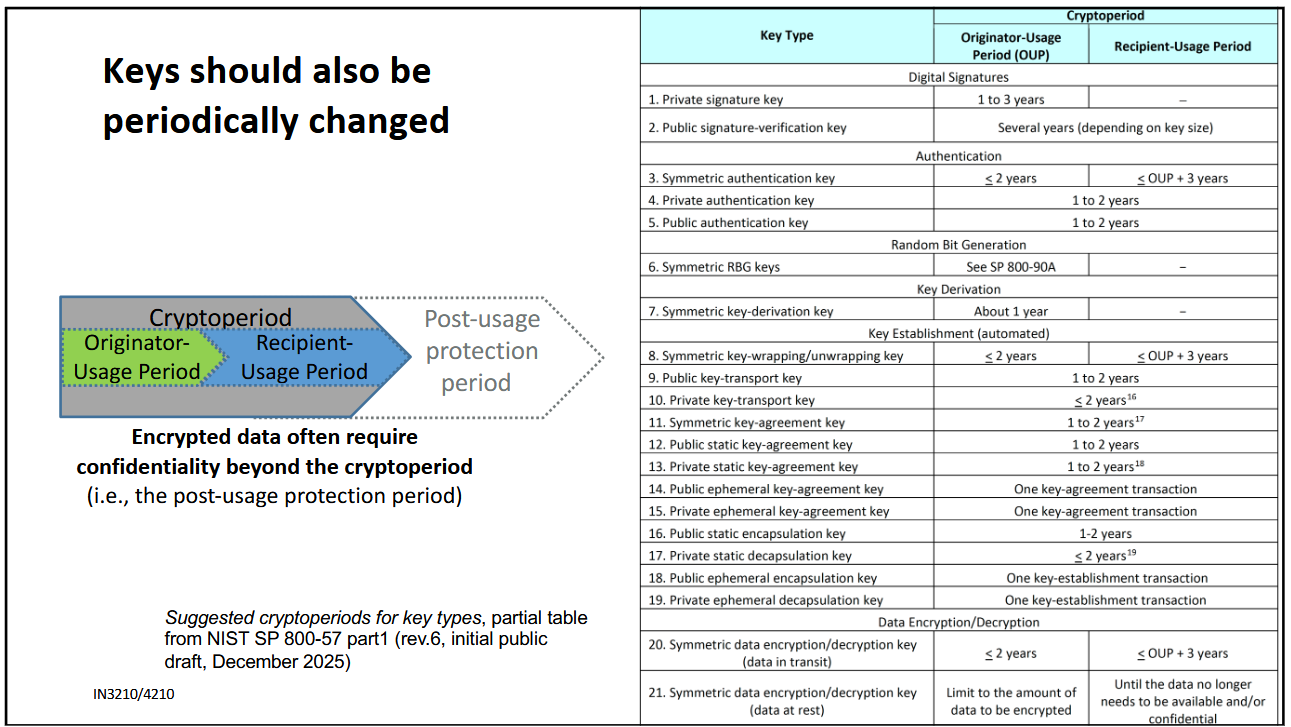 Keys should also be
periodically changed
Cryptoperiod
Originator-
Usage Period
Recipient-
Usage Period
Post-usage
protection
period
Encrypted data often require
confidentiality beyond the cryptoperiod
(i.e., the post-usage protection period)
Suggested cryptoperiods for key types, partial table
from NIST SP 800-57 part1 (rev.6, initial public
draft, December 2025)
IN3210/4210
Key Type
Cryptoperiod
Originator-Usage
Period (OUP)
Recipient-Usage Period
Digital Signatures
1. Private signature key 1 to 3 years –
2. Public signature-verification key Several years (depending on key size)
Authentication
3. Symmetric authentication key ≤ 2 years ≤ OUP + 3 years
4. Private authentication key 1 to 2 years
5. Public authentication key 1 to 2 years
Random Bit Generation
6. Symmetric RBG keys See SP 800-90A –
Key Derivation
7. Symmetric key-derivation key About 1 year –
Key Establishment (automated)
8. Symmetric key-wrapping/unwrapping key ≤ 2 years ≤ OUP + 3 years
9. Public key-transport key 1 to 2 years
10. Private key-transport key ≤ 2 years¹⁶
11. Symmetric key-agreement key 1 to 2 years¹⁷
12. Public static key-agreement key 1 to 2 years
13. Private static key-agreement key 1 to 2 years¹⁸
14. Public ephemeral key-agreement key One key-agreement transaction
15. Private ephemeral key-agreement key One key-agreement transaction
16. Public static encapsulation key 1-2 years
17. Private static decapsulation key ≤ 2 years¹⁹
18. Public ephemeral encapsulation key One key-establishment transaction
19. Private ephemeral decapsulation key One key-establishment transaction
Data Encryption/Decryption
20. Symmetric data encryption/decryption key
(data in transit)
≤ 2 years
≤ OUP + 3 years
21. Symmetric data encryption/decryption key
(data at rest)
Limit to the amount of
data to be encrypted
Until the data no longer
needs to be available and/or
confidential